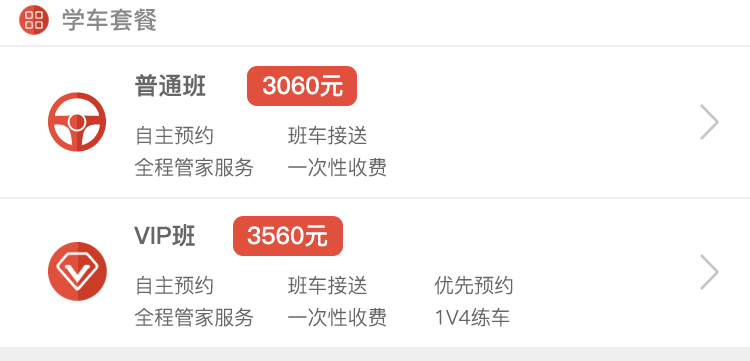 学车套餐
普通班 3060元
自主预约 班车接送
全程管家服务 一次性收费
VIP班 3560元
自主预约 班车接送 优先预约
全程管家服务 一次性收费 1V4练车